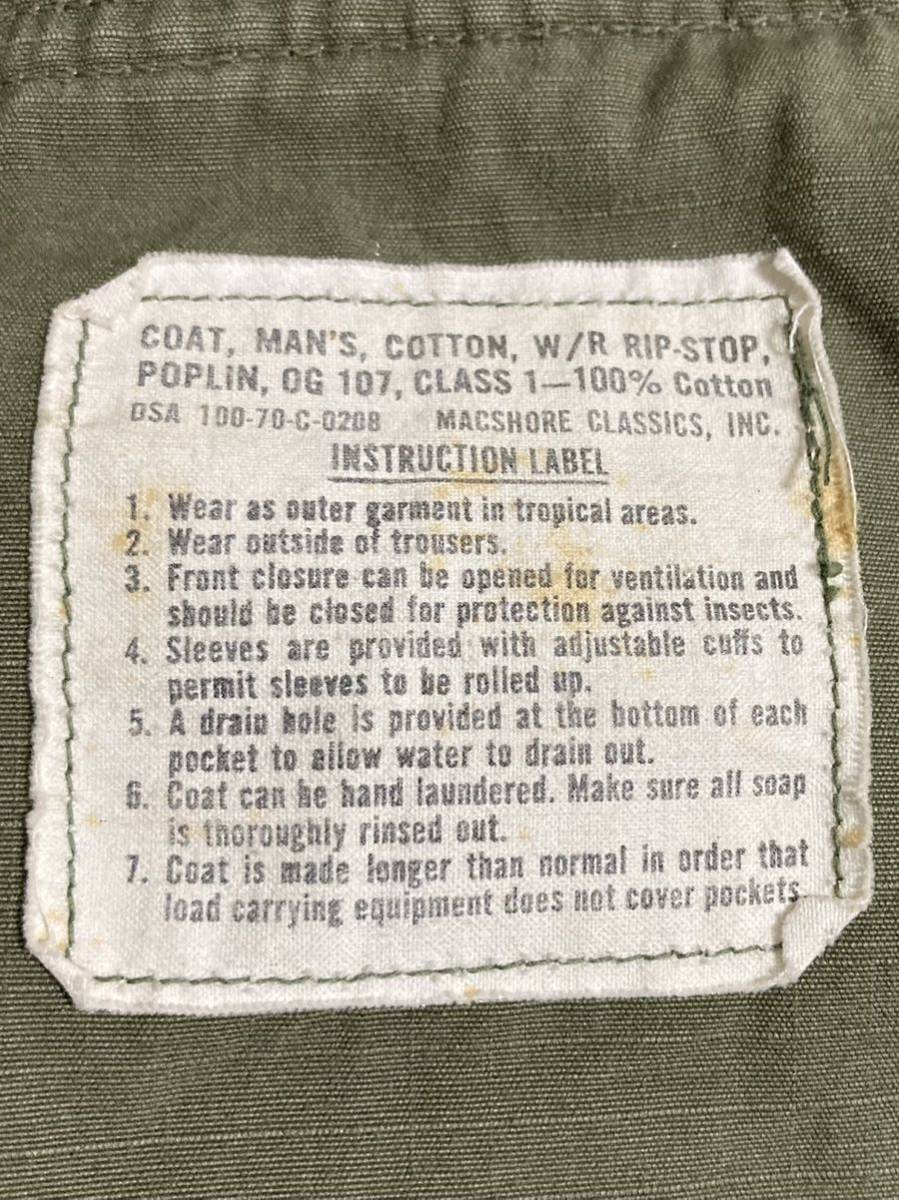 COAT, MAN'S, COTTON, W/R RIP-STOP,
POPLIN, OG 107, CLASS 1—100% Cotton
DSA 100-70-C-0208 MACSHORE CLASSICS, INC.
INSTRUCTION LABEL
1. Wear as outer garment in tropical areas.
2. Wear outside of trousers.
3. Front closure can be opened for ventilation and
should be closed for protection against insects.
4. Sleeves are provided with adjustable cuffs to
permit sleeves to be rolled up.
5. A drain hole is provided at the bottom of each
pocket to allow water to drain out.
6. Coat can be hand laundered. Make sure all soap
is thoroughly rinsed out.
7. Coat is made longer than normal in order that
load carrying equipment does not cover pockets